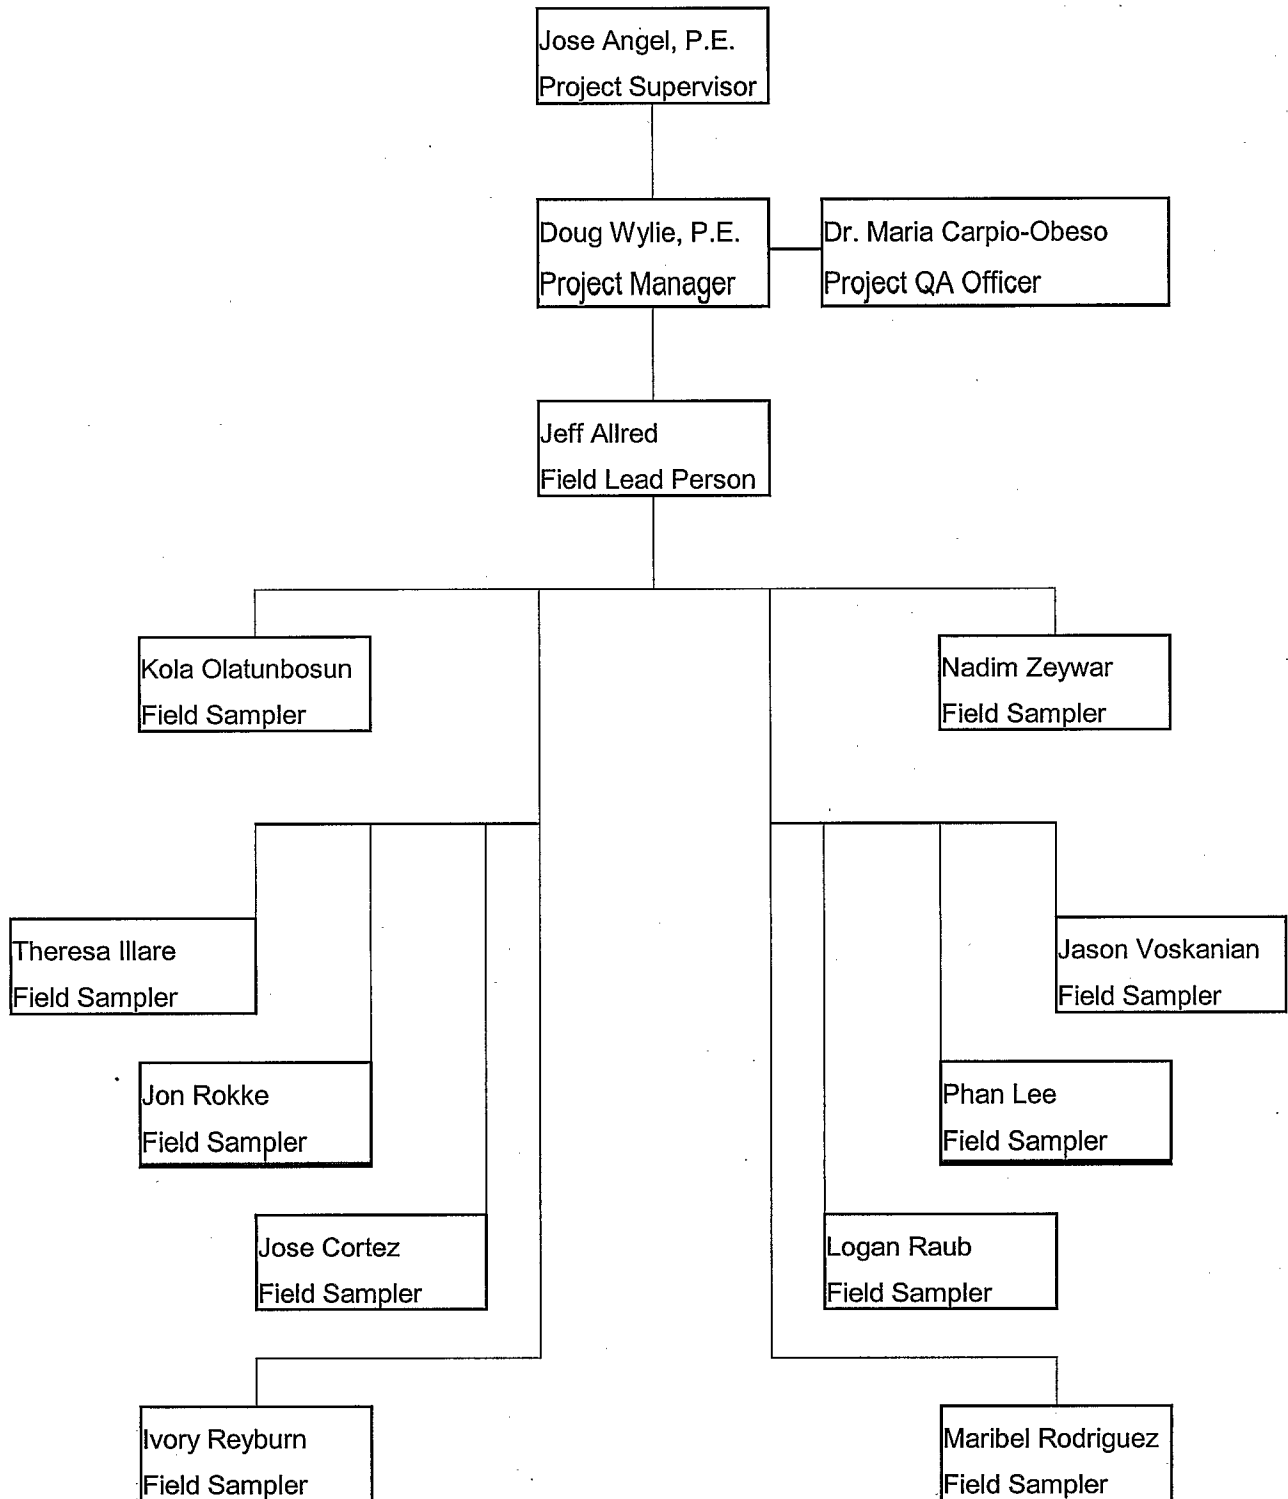 Jose Angel, P.E.
Project Supervisor
Doug Wylie, P.E.
Project Manager
Dr. Maria Carpio-Obeso
Project QA Officer
Jeff Allred
Field Lead Person
Kola Olatunbosun
Field Sampler
Nadim Zeywar
Field Sampler
Theresa Illare
Field Sampler
Jason Voskanian
Field Sampler
Jon Rokke
Field Sampler
Phan Lee
Field Sampler
Jose Cortez
Field Sampler
Logan Raub
Field Sampler
Ivory Reyburn
Field Sampler
Maribel Rodriguez
Field Sampler